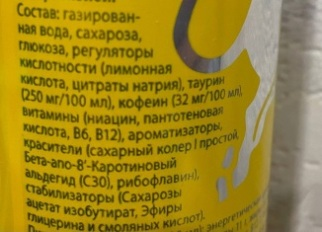 Состав: газирован-
ная вода, сахароза,
глюкоза, регуляторы
кислотности (лимонная
кислота, цитраты натрия), таурин
(250 мг/100 мл), кофеин (32 мг/100 мл),
витамины (ниацин, пантотеновая
кислота, B6, B12), ароматизаторы,
красители (сахарный колер I простой,
Бета-апо-8'-Каротиновый
альдегид (C30), рибофлавин),
стабилизаторы (Сахарозы
ацетат изобутират, Эфиры
глицерина и смоляных кислот).